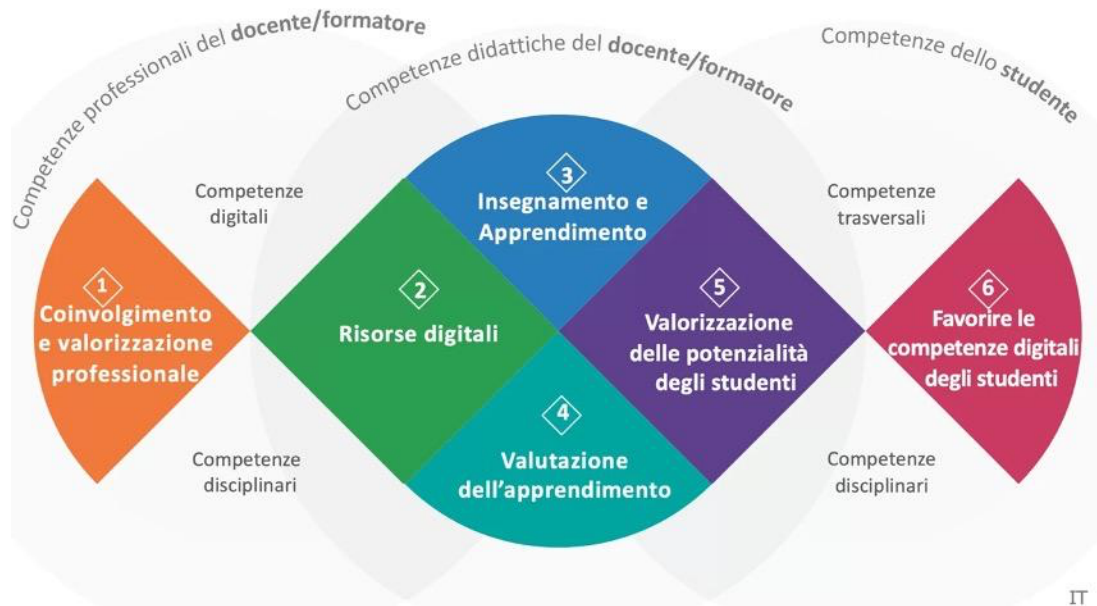 Competenze professionali del docente/formatore
Competenze didattiche del docente/formatore
Competenze dello studente
Competenze
digitali
Competenze
trasversali
1
Coinvolgimento
e valorizzazione
professionale
2
Risorse digitali
3
Insegnamento e
Apprendimento
4
Valutazione
dell’apprendimento
5
Valorizzazione
delle potenzialità
degli studenti
6
Favorire le
competenze digitali
degli studenti
Competenze
disciplinari
Competenze
disciplinari
IT